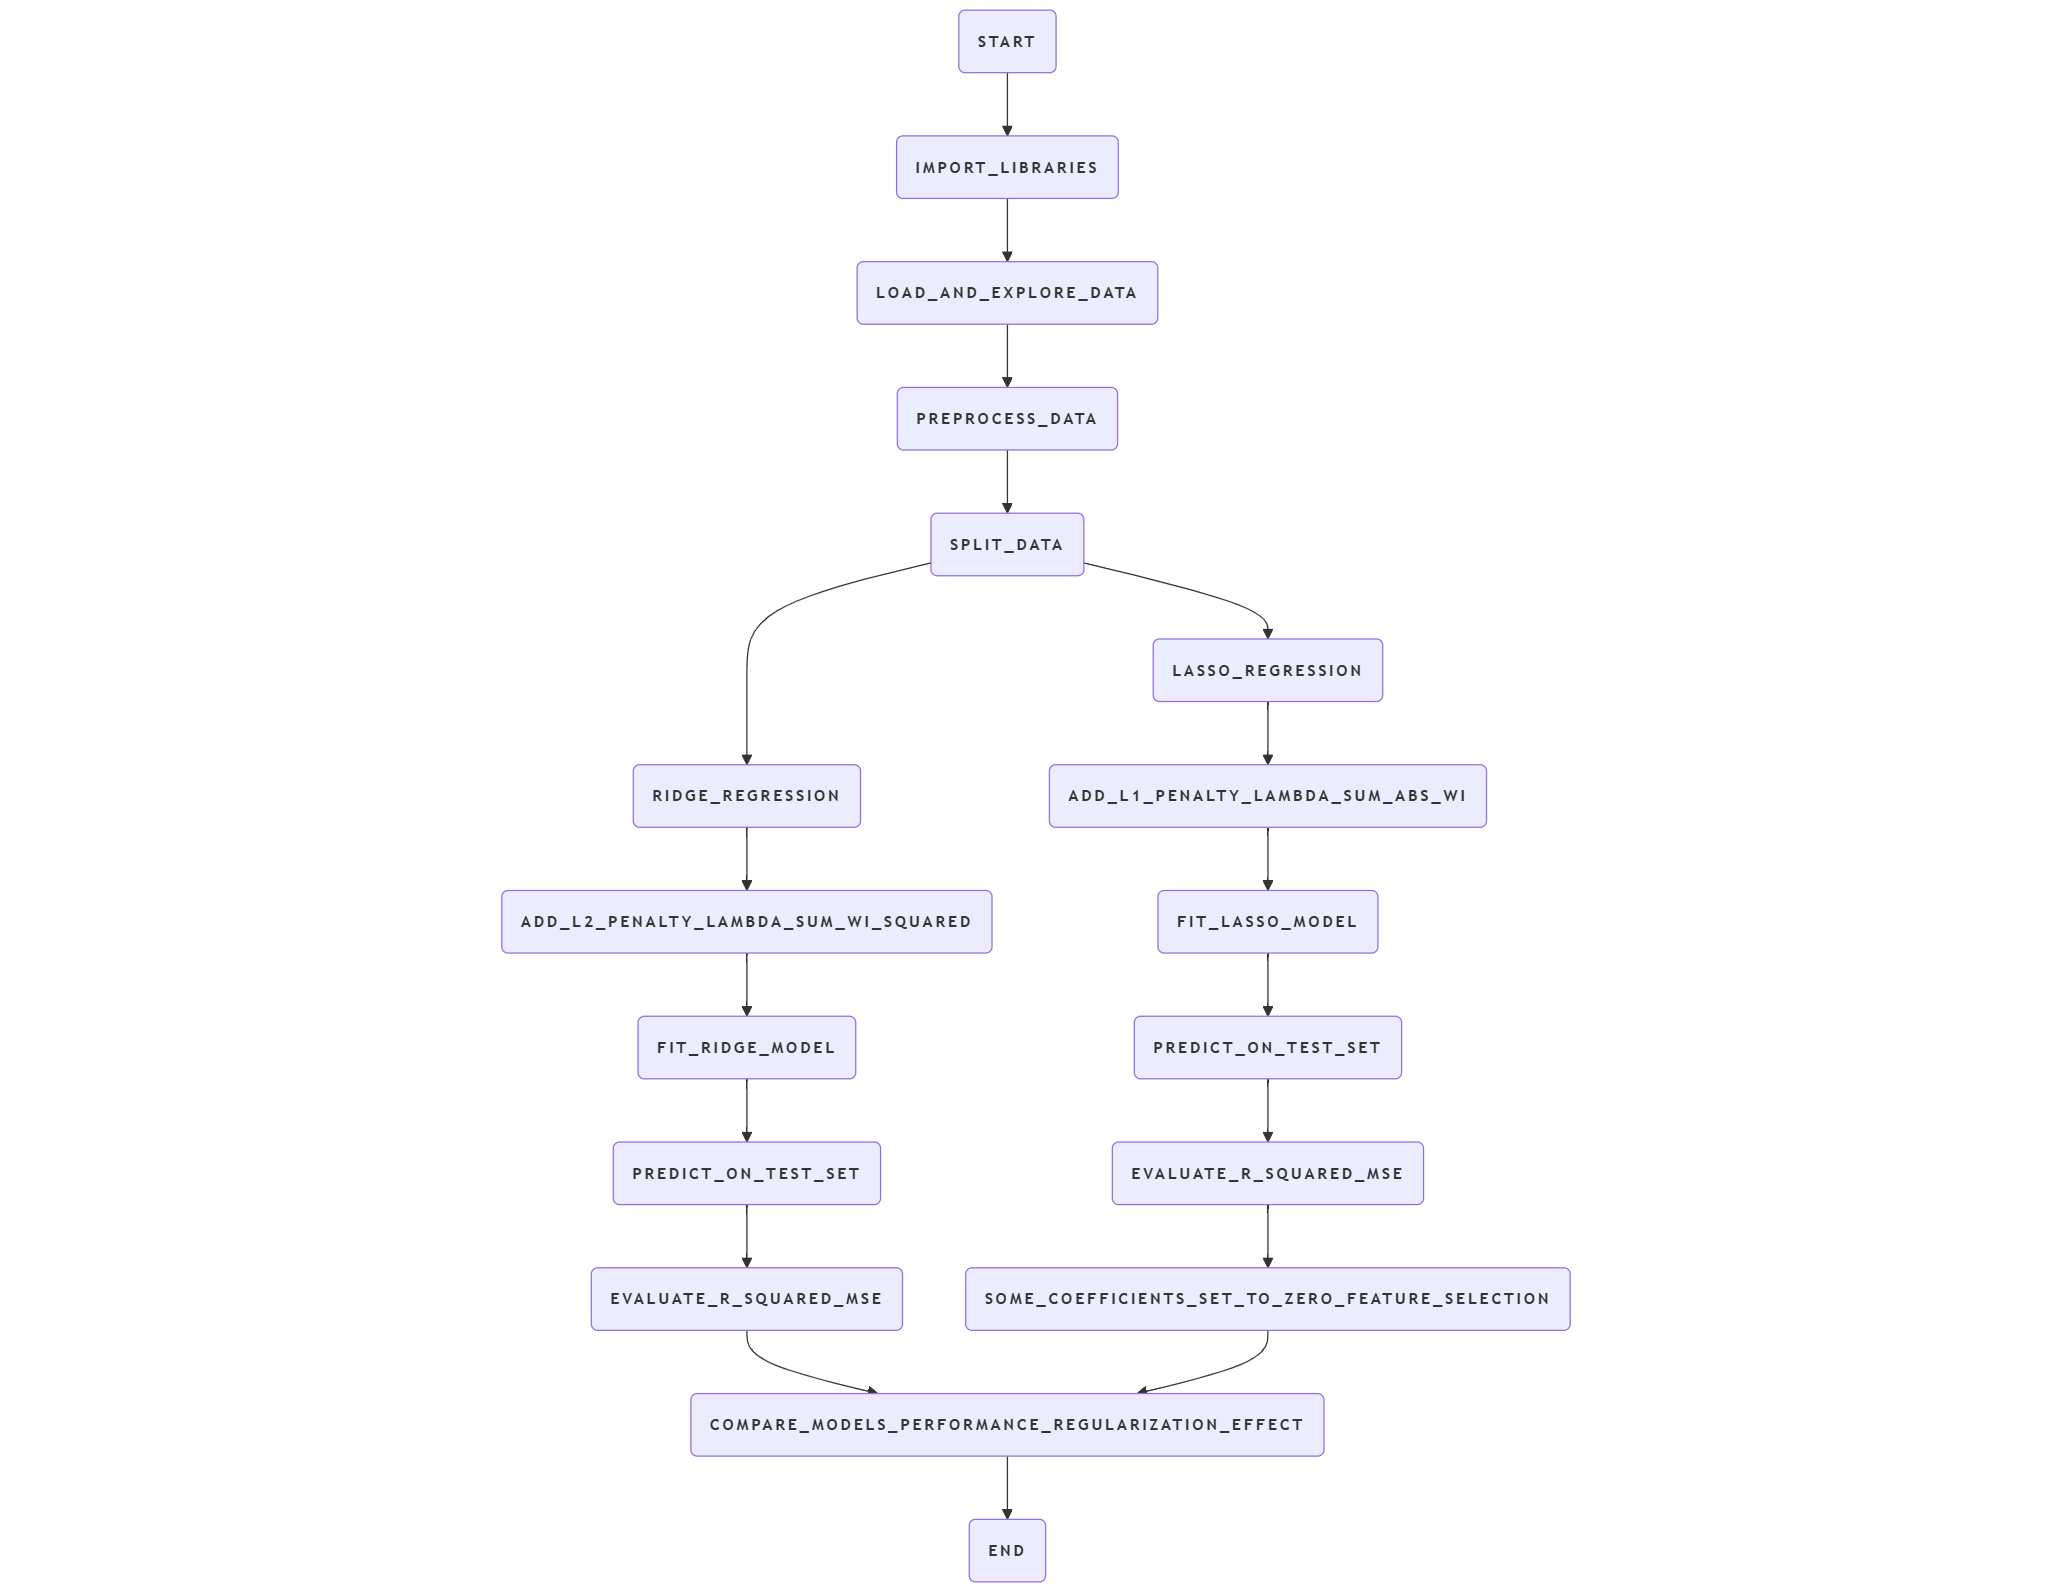 START
IMPORT_LIBRARIES
LOAD_AND_EXPLORE_DATA
PREPROCESS_DATA
SPLIT_DATA
LASSO_REGRESSION
RIDGE_REGRESSION
ADD_L1_PENALTY_LAMBDA_SUM_ABS_WI
ADD_L2_PENALTY_LAMBDA_SUM_WI_SQUARED
FIT_LASSO_MODEL
FIT_RIDGE_MODEL
PREDICT_ON_TEST_SET
PREDICT_ON_TEST_SET
EVALUATE_R_SQUARED_MSE
EVALUATE_R_SQUARED_MSE
SOME_COEFFICIENTS_SET_TO_ZERO_FEATURE_SELECTION
COMPARE_MODELS_PERFORMANCE_REGULARIZATION_EFFECT
END